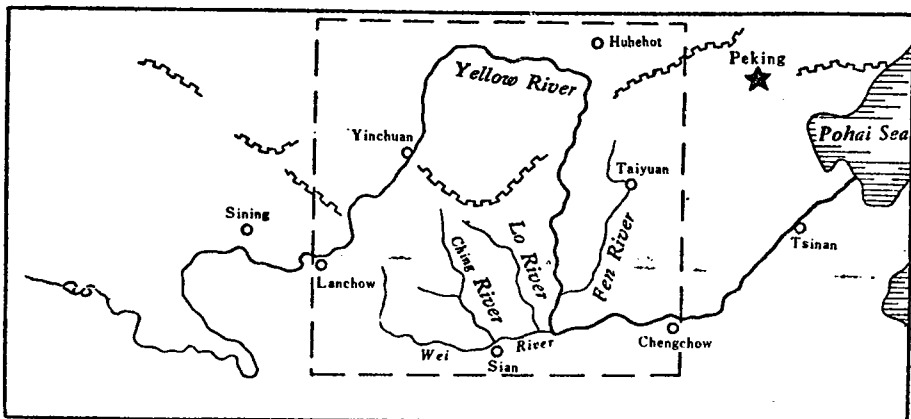 Huhehot
Peking
Yellow River
Pohai Sea
Yinchuan
Taiyuan
Sining
Lo River
Ching River
Fen River
Tsinan
Lanchow
Wei River
Chengchow
Sian